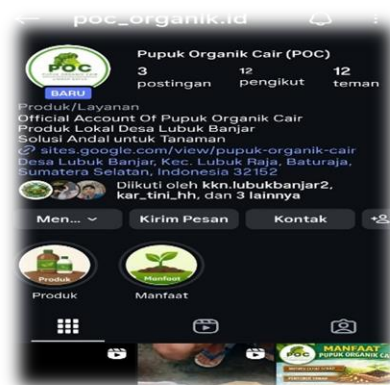 poc_organik.id
POC
BARU
Pupuk Organik Cair (POC)
3 12 12
postingan pengikut teman
Produk/Layanan
Official Account Of Pupuk Organik Cair
Produk Lokal Desa Lubuk Banjar
Solusi Andal untuk Tanaman
sites.google.com/view/pupuk-organik-cair
Desa Lubuk Banjar, Kec. Lubuk Raja, Baturaja,
Sumatera Selatan, Indonesia 32152
Diikuti oleh kkn.lubukbanjar2,
kar_tini_hh, dan 3 lainnya
Men... Kirim Pesan Kontak
Produk Manfaat
Produk Manfaat
POC MANFAAT
PUPUK ORGANIK CA